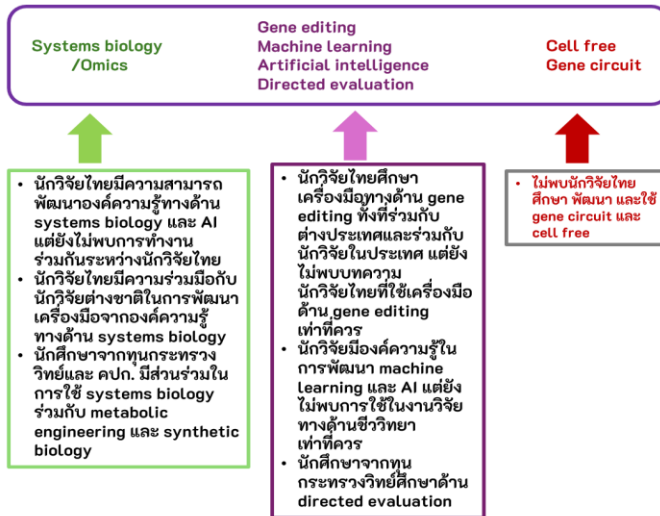 Systems biology
/Omics
Gene editing
Machine learning
Artificial intelligence
Directed evaluation
Cell free
Gene circuit
• นักวิจัยไทยมีความสามารถ
พัฒนาองค์ความรู้ทางด้าน
systems biology และ AI
แต่ยังไม่พบการทำงาน
ร่วมกันระหว่างนักวิจัยไทย
• นักวิจัยไทยมีความร่วมมือกับ
นักวิจัยต่างชาติในการพัฒนา
เครื่องมือจากองค์ความรู้
ทางด้าน systems biology
• นักศึกษาจากทุนกระทรวง
วิทย์และ คปก. มีส่วนร่วมใน
การใช้ systems biology
ร่วมกับ metabolic
engineering และ synthetic
biology
• นักวิจัยไทยศึกษา
เครื่องมือทางด้าน gene
editing ทั้งที่ร่วมกับ
ต่างประเทศและร่วมกับ
นักวิจัยในประเทศ แต่ยัง
ไม่พบบทความ
นักวิจัยไทยที่ใช้เครื่องมือ
ด้าน gene editing
เท่าที่ควร
• นักวิจัยมีองค์ความรู้ใน
การพัฒนา machine
learning และ AI แต่ยัง
ไม่พบการใช้ในงานวิจัย
ทางด้านชีววิทยา
เท่าที่ควร
• นักศึกษาจากทุน
กระทรวงวิทย์ศึกษาด้าน
directed evaluation
• ไม่พบนักวิจัยไทย
ศึกษา พัฒนา และใช้
gene circuit และ
cell free